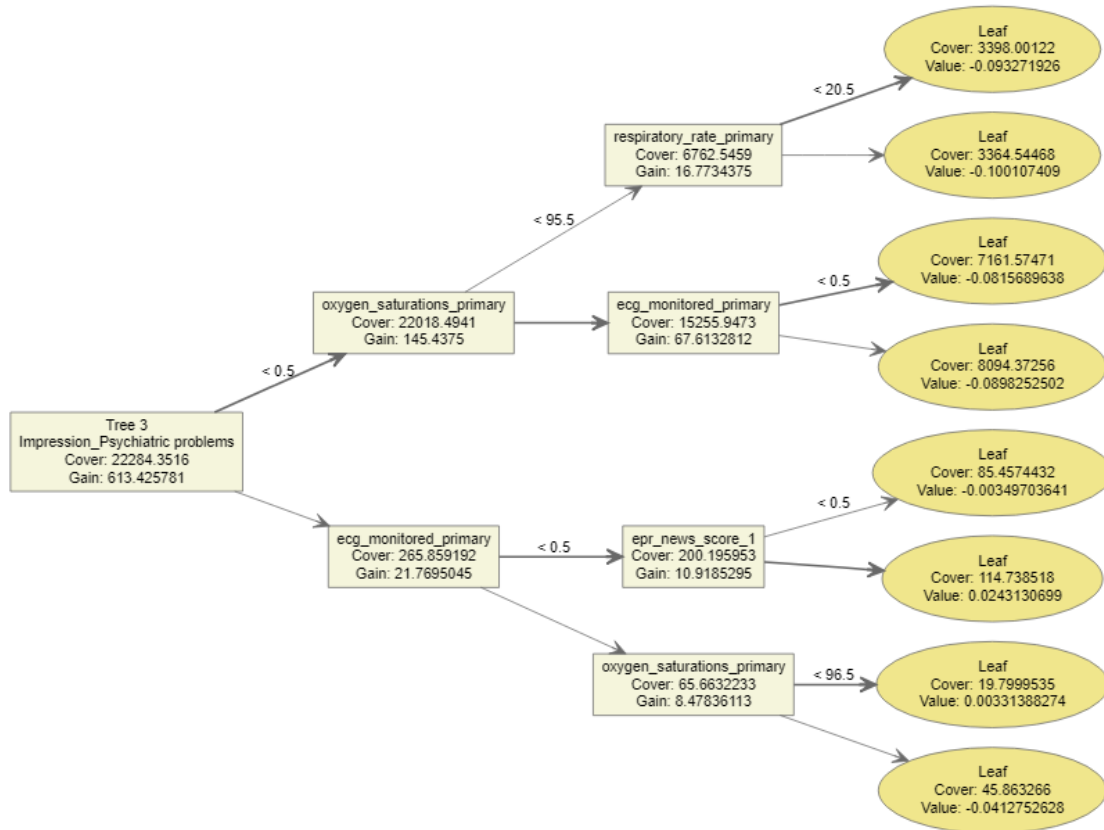 Leaf
Cover: 3398.00122
Value: -0.093271926
< 20.5
respiratory_rate_primary
Cover: 6762.5459
Gain: 16.7734375
Leaf
Cover: 3364.54468
Value: -0.100107409
< 95.5
Leaf
Cover: 7161.57471
Value: -0.0815689638
< 0.5
oxygen_saturations_primary
Cover: 22018.4941
Gain: 145.4375
ecg_monitored_primary
Cover: 15255.9473
Gain: 67.6132812
Leaf
Cover: 8094.37256
Value: -0.0898252502
< 0.5
Tree 3
Impression_Psychiatric problems
Cover: 22284.3516
Gain: 613.425781
Leaf
Cover: 85.4574432
Value: -0.00349703641
< 0.5
ecg_monitored_primary
Cover: 265.859192
Gain: 21.7695045
< 0.5
epr_news_score_1
Cover: 200.195953
Gain: 10.9185295
Leaf
Cover: 114.738518
Value: 0.0243130699
oxygen_saturations_primary
Cover: 65.6632233
Gain: 8.47836113
< 96.5
Leaf
Cover: 19.7999535
Value: 0.00331388274
Leaf
Cover: 45.863266
Value: -0.0412752628